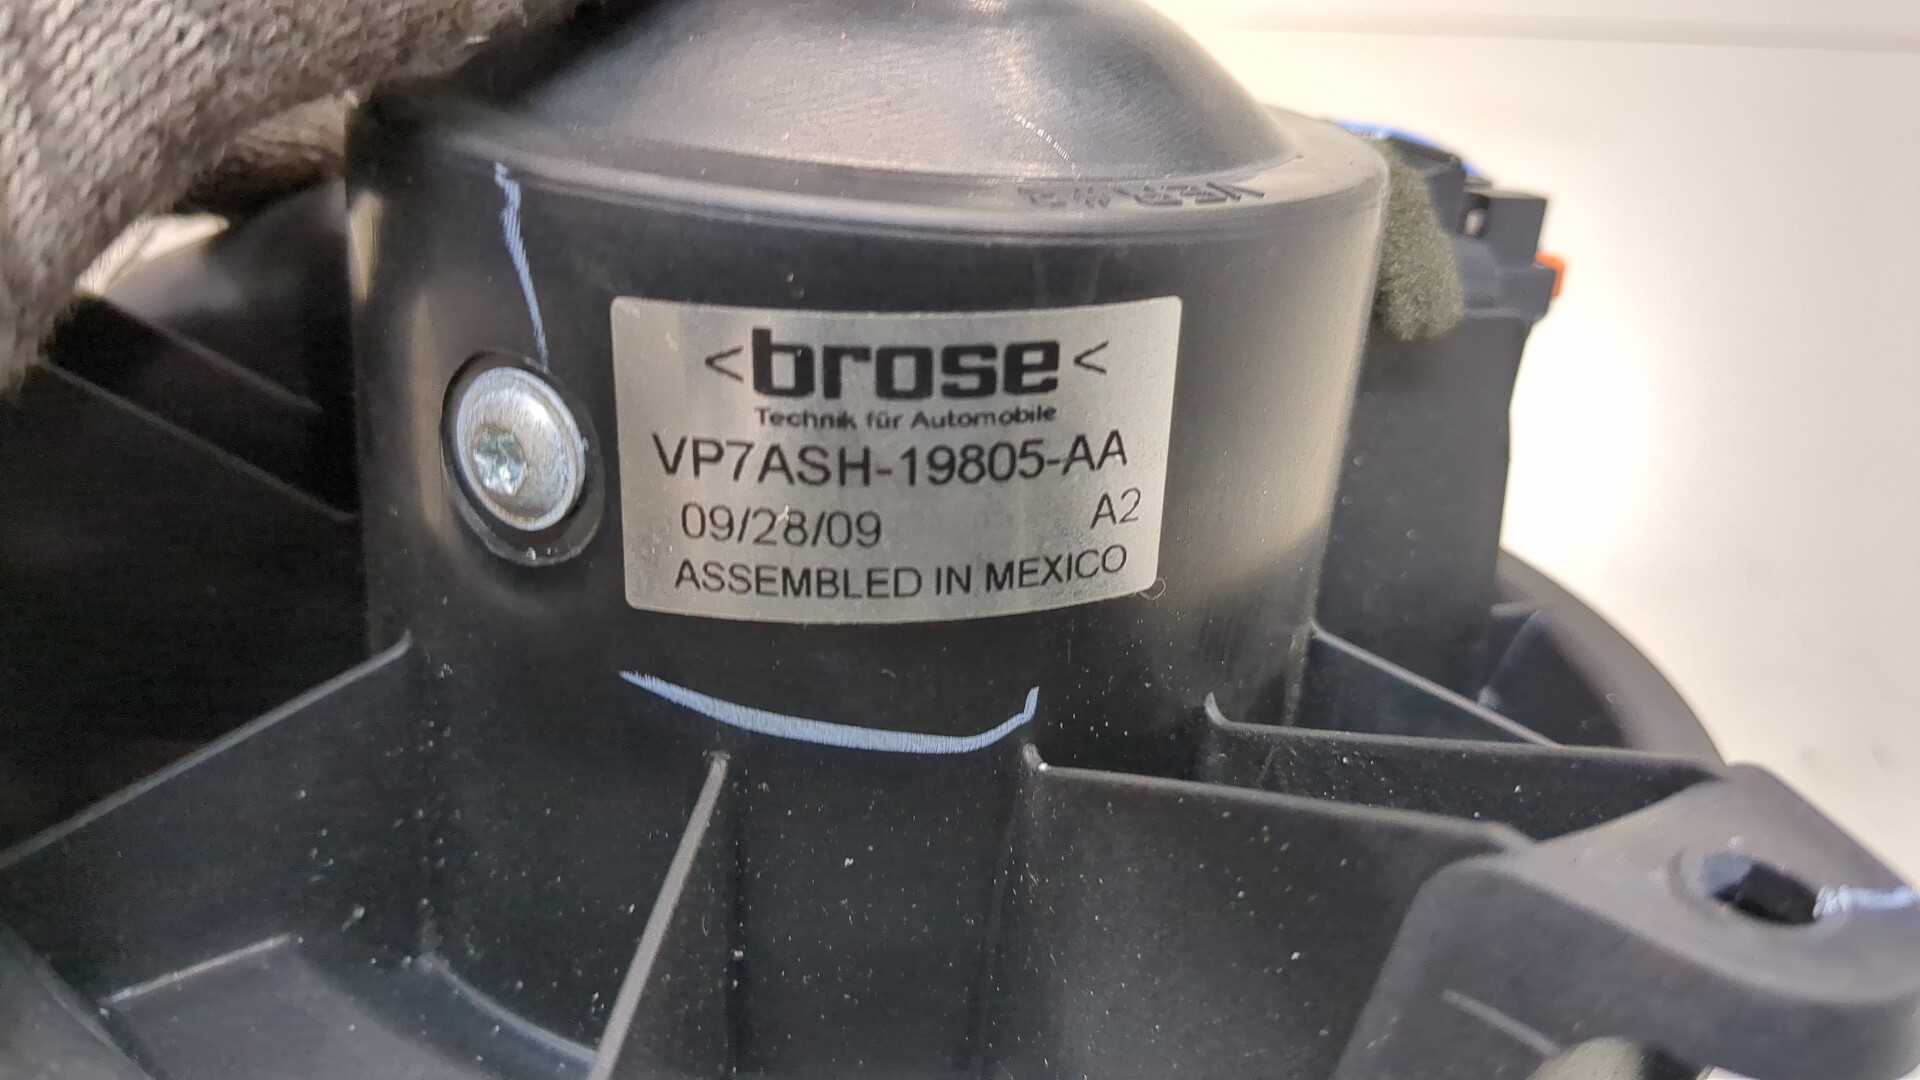 <brose<
Technik für Automobile
VP7ASH-19805-AA
09/28/09 A2
ASSEMBLED IN MEXICO